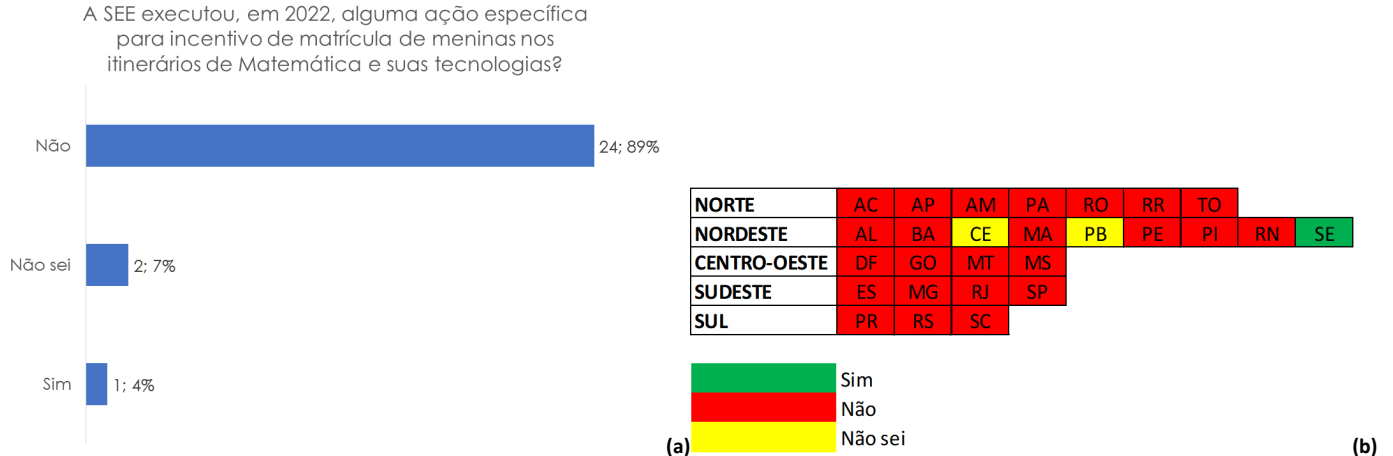 A SEE executou, em 2022, alguma ação específica
para incentivo de matrícula de meninas nos
itinerários de Matemática e suas tecnologias?
Não
24; 89%
Não sei
2; 7%
Sim
1; 4%
(a)
NORTE AC AP AM PA RO RR TO
NORDESTE AL BA CE MA PB PE PI RN SE
CENTRO-OESTE DF GO MT MS
SUDESTE ES MG RJ SP
SUL PR RS SC
Sim
Não
Não sei
(b)